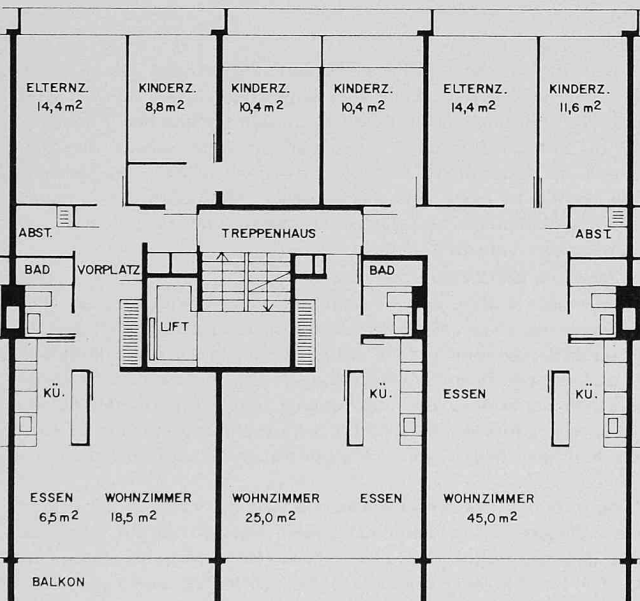 ELTERNZ.
14,4 m2
KINDERZ.
8,8 m2
KINDERZ.
10,4 m2
KINDERZ.
10,4 m2
ELTERNZ.
14,4 m2
KINDERZ.
11,6 m2
ABST.
TREPPENHAUS
ABST.
BAD
VORPLATZ
BAD
LIFT
KÜ.
KÜ.
ESSEN
KÜ.
ESSEN
6,5 m2
WOHNZIMMER
18,5 m2
WOHNZIMMER
25,0 m2
ESSEN
WOHNZIMMER
45,0 m2
BALKON